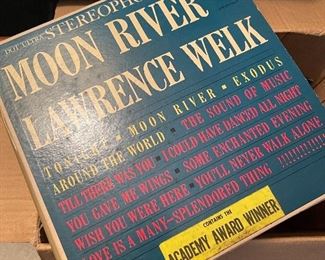 DOT ULTRA STEREOPHO
MOON RIVER
LAWRENCE WELK
TONIGHT • MOON RIVER • EXODUS
AROUND THE WORLD • THE SOUND OF MUSIC
TILL THERE WAS YOU • I COULD HAVE DANCED ALL NIGHT
YOU GAVE ME WINGS • SOME ENCHANTED EVENING
WISH YOU WERE HERE • YOU'LL NEVER WALK ALONE
LOVE IS A MANY-SPLENDORED THING
CONTAINS THE
ACADEMY AWARD WINNER